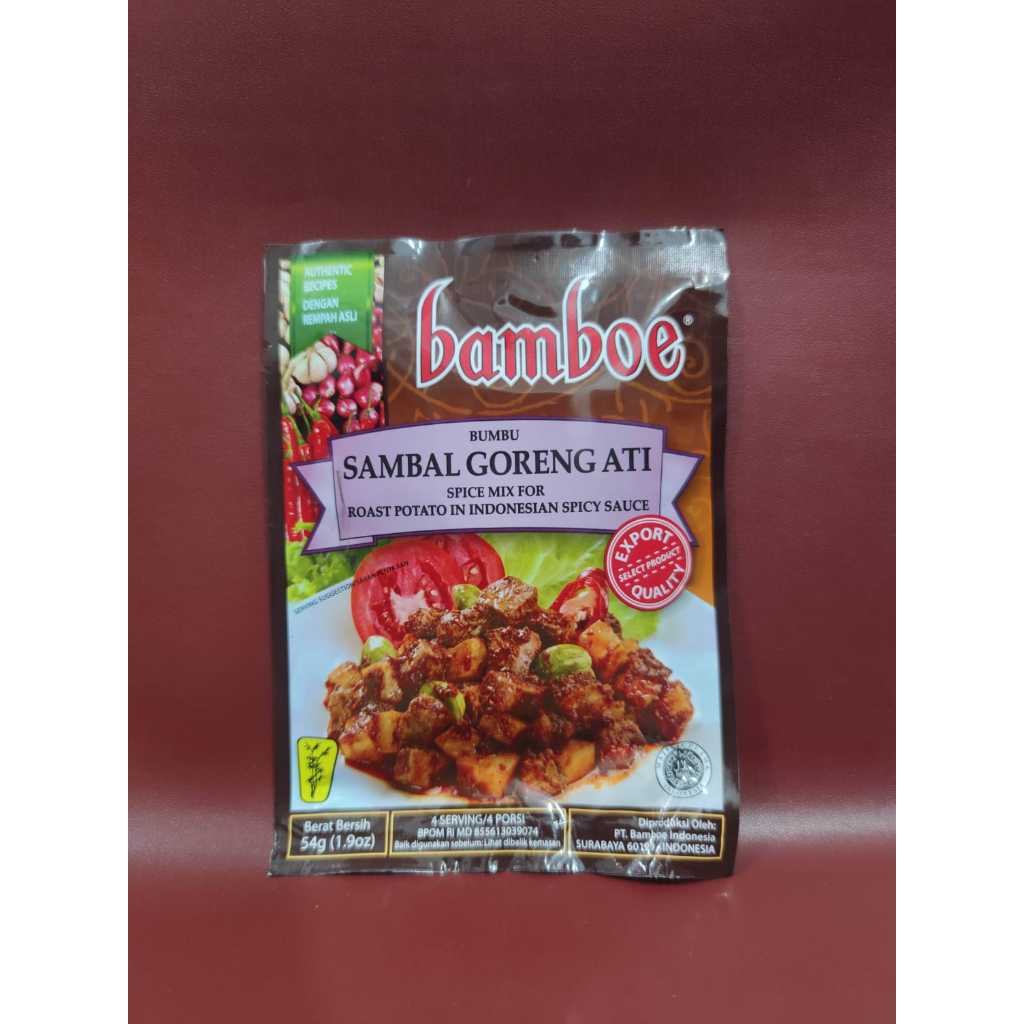 AUTHENTIC
RECIPES
DENGAN
REMPAH ASLI
bamboe®
BUMBU
SAMBAL GORENG ATI
SPICE MIX FOR
ROAST POTATO IN INDONESIAN SPICY SAUCE
EXPORT
SELECT PRODUCT
QUALITY
SERVING SUGGESTION
Berat Bersih
54g (1.9oz)
4 SERVING/4 PORSI
BPOM RI MD 855613039074
Baik digunakan sebelum: Lihat dibelik kemasan
Diproduksi Oleh:
PT. Bamboe Indonesia
SURABAYA INDONESIA